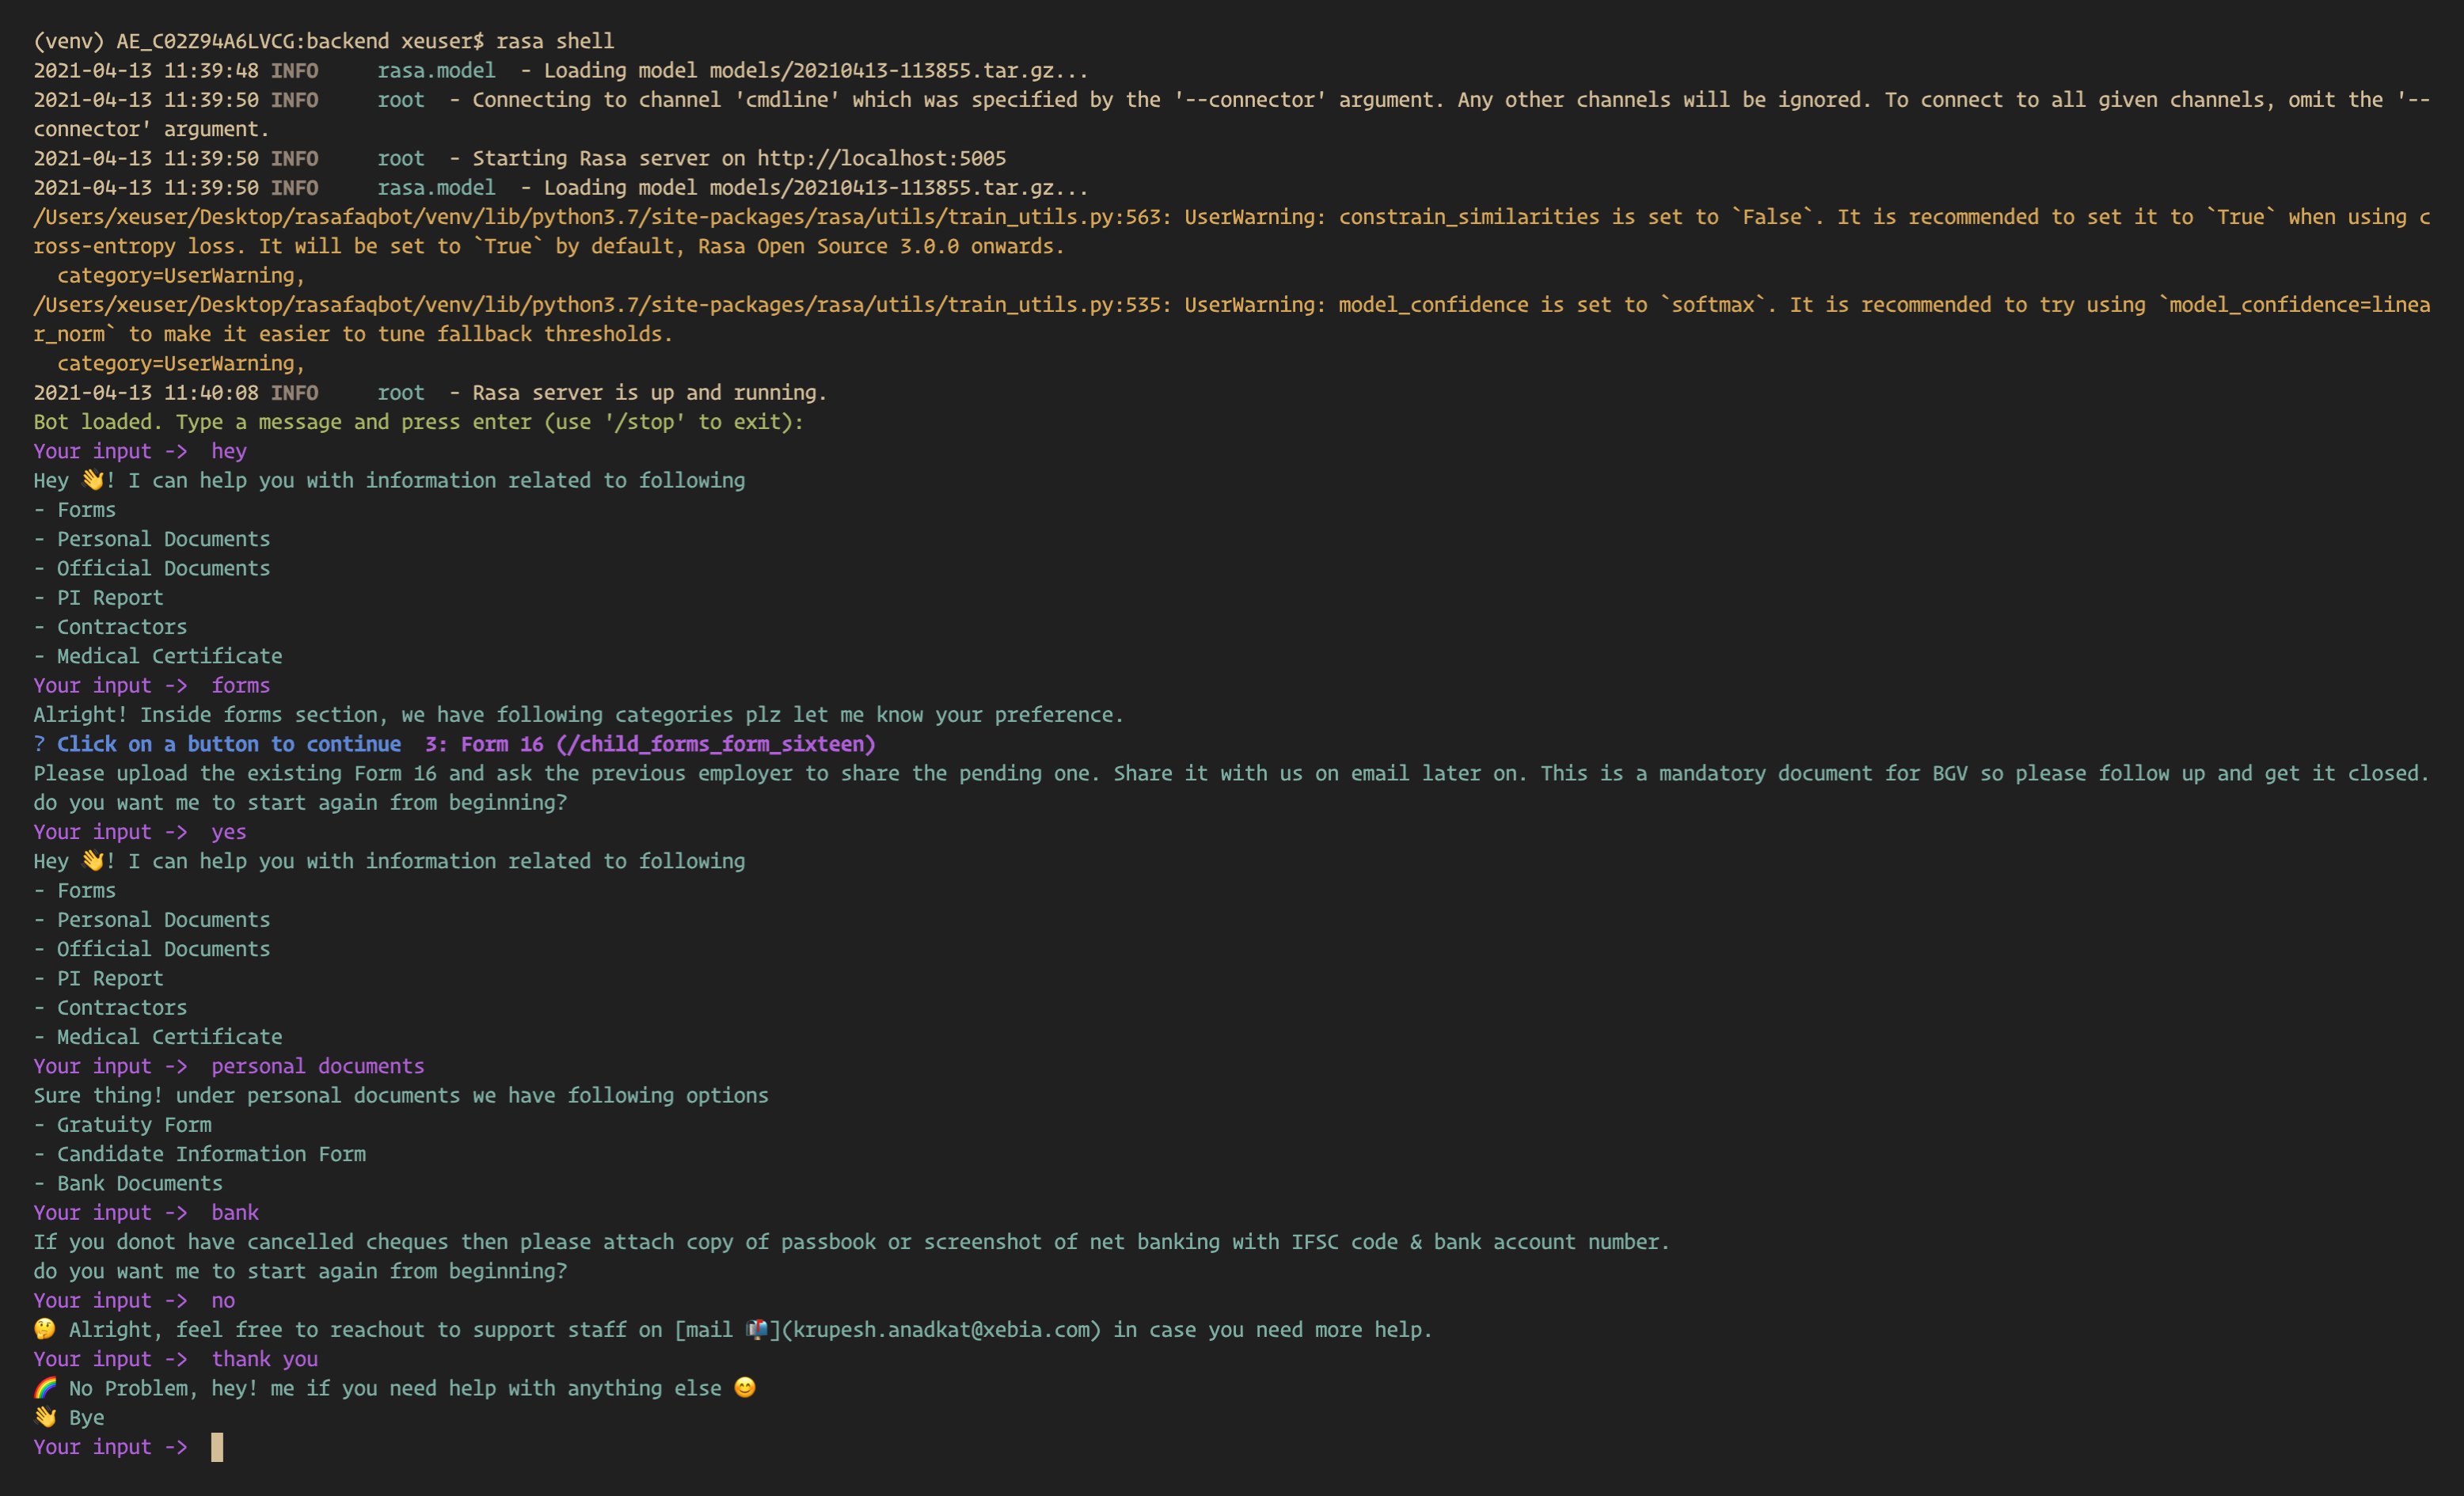 (venv) AE_C02Z94A6LVCG:backend xeuser$ rasa shell
2021-04-13 11:39:48 INFO     rasa.model  - Loading model models/20210413-113855.tar.gz...
2021-04-13 11:39:50 INFO     root  - Connecting to channel 'cmdline' which was specified by the '--connector' argument. Any other channels will be ignored. To connect to all given channels, omit the '--
connector' argument.
2021-04-13 11:39:50 INFO     root  - Starting Rasa server on http://localhost:5005
2021-04-13 11:39:50 INFO     rasa.model  - Loading model models/20210413-113855.tar.gz...
/Users/xeuser/Desktop/rasafaqbot/venv/lib/python3.7/site-packages/rasa/utils/train_utils.py:563: UserWarning: constrain_similarities is set to `False`. It is recommended to set it to `True` when using c
ross-entropy loss. It will be set to `True` by default, Rasa Open Source 3.0.0 onwards.
  category=UserWarning,
/Users/xeuser/Desktop/rasafaqbot/venv/lib/python3.7/site-packages/rasa/utils/train_utils.py:535: UserWarning: model_confidence is set to `softmax`. It is recommended to try using `model_confidence=linea
r_norm` to make it easier to tune fallback thresholds.
  category=UserWarning,
2021-04-13 11:40:08 INFO     root  - Rasa server is up and running.
Bot loaded. Type a message and press enter (use '/stop' to exit):
Your input ->  hey
Hey 👋! I can help you with information related to following
- Forms
- Personal Documents
- Official Documents
- PI Report
- Contractors
- Medical Certificate
Your input ->  forms
Alright! Inside forms section, we have following categories plz let me know your preference.
? Click on a button to continue  3: Form 16 (/child_forms_form_sixteen)
Please upload the existing Form 16 and ask the previous employer to share the pending one. Share it with us on email later on. This is a mandatory document for BGV so please follow up and get it closed.
do you want me to start again from beginning?
Your input ->  yes
Hey 👋! I can help you with information related to following
- Forms
- Personal Documents
- Official Documents
- PI Report
- Contractors
- Medical Certificate
Your input ->  personal documents
Sure thing! under personal documents we have following options
- Gratuity Form
- Candidate Information Form
- Bank Documents
Your input ->  bank
If you donot have cancelled cheques then please attach copy of passbook or screenshot of net banking with IFSC code & bank account number.
do you want me to start again from beginning?
Your input ->  no
🤔 Alright, feel free to reachout to support staff on [mail 📬](krupesh.anadkat@xebia.com) in case you need more help.
Your input ->  thank you
🌈 No Problem, hey! me if you need help with anything else 😊
👋 Bye
Your input ->